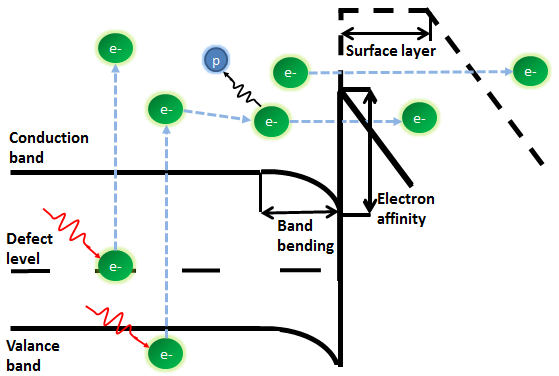 e-
p
e-
Surface layer
e-
e-
e-
e-
Conduction
band
Electron
affinity
Band
bending
Defect
level
e-
Valance
band
e-